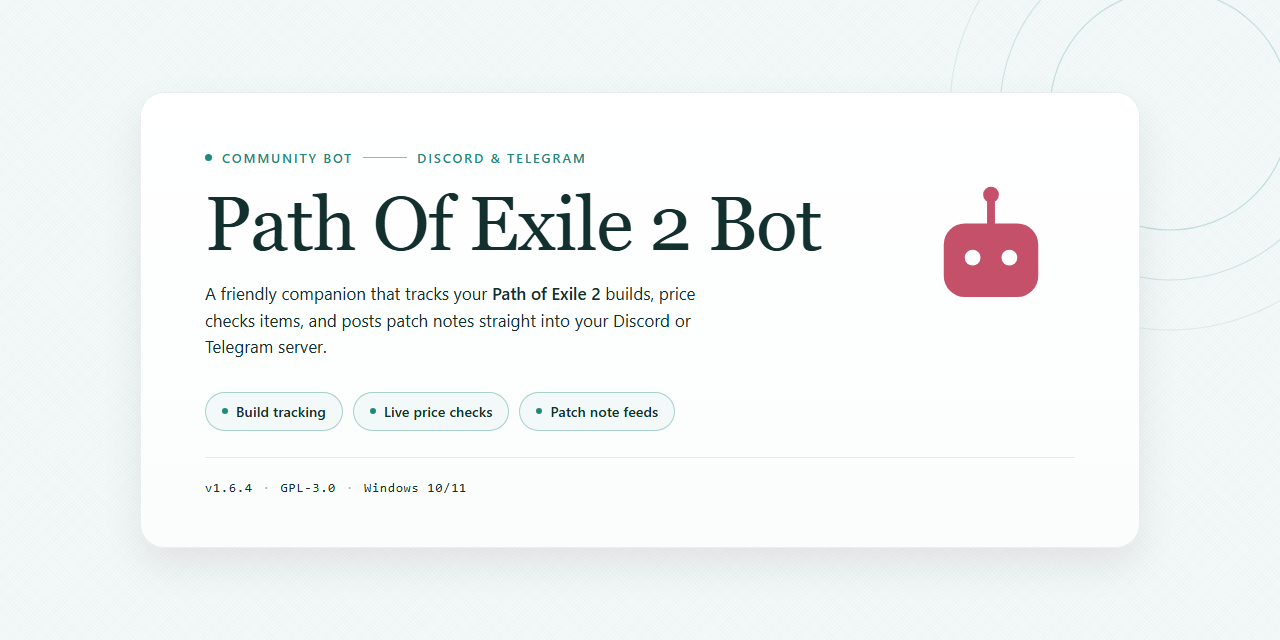 COMMUNITY BOT DISCORD & TELEGRAM
Path Of Exile 2 Bot
A friendly companion that tracks your Path of Exile 2 builds, price
checks items, and posts patch notes straight into your Discord or
Telegram server.
Build tracking Live price checks Patch note feeds
v1.6.4 · GPL-3.0 · Windows 10/11